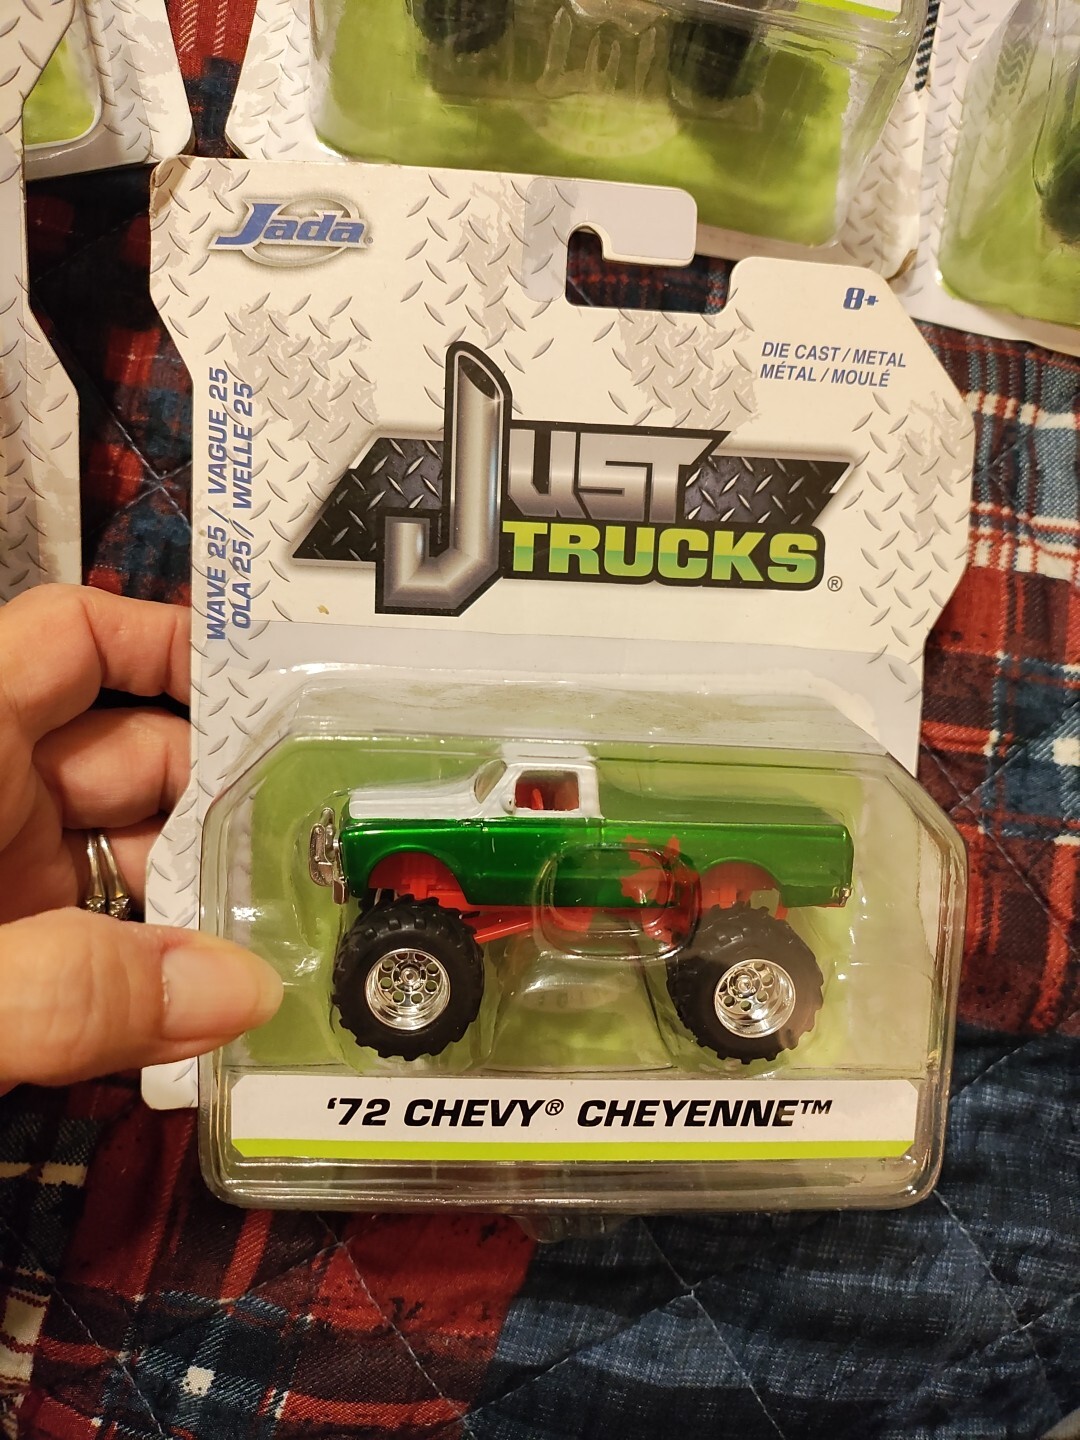 Jada®
8+
DIE CAST / METAL
MÉTAL / MOULÉ
WAVE 25 / VAGUE 25
OLA 25 / WELLE 25
JUST
TRUCKS®
'72 CHEVY® CHEYENNE™